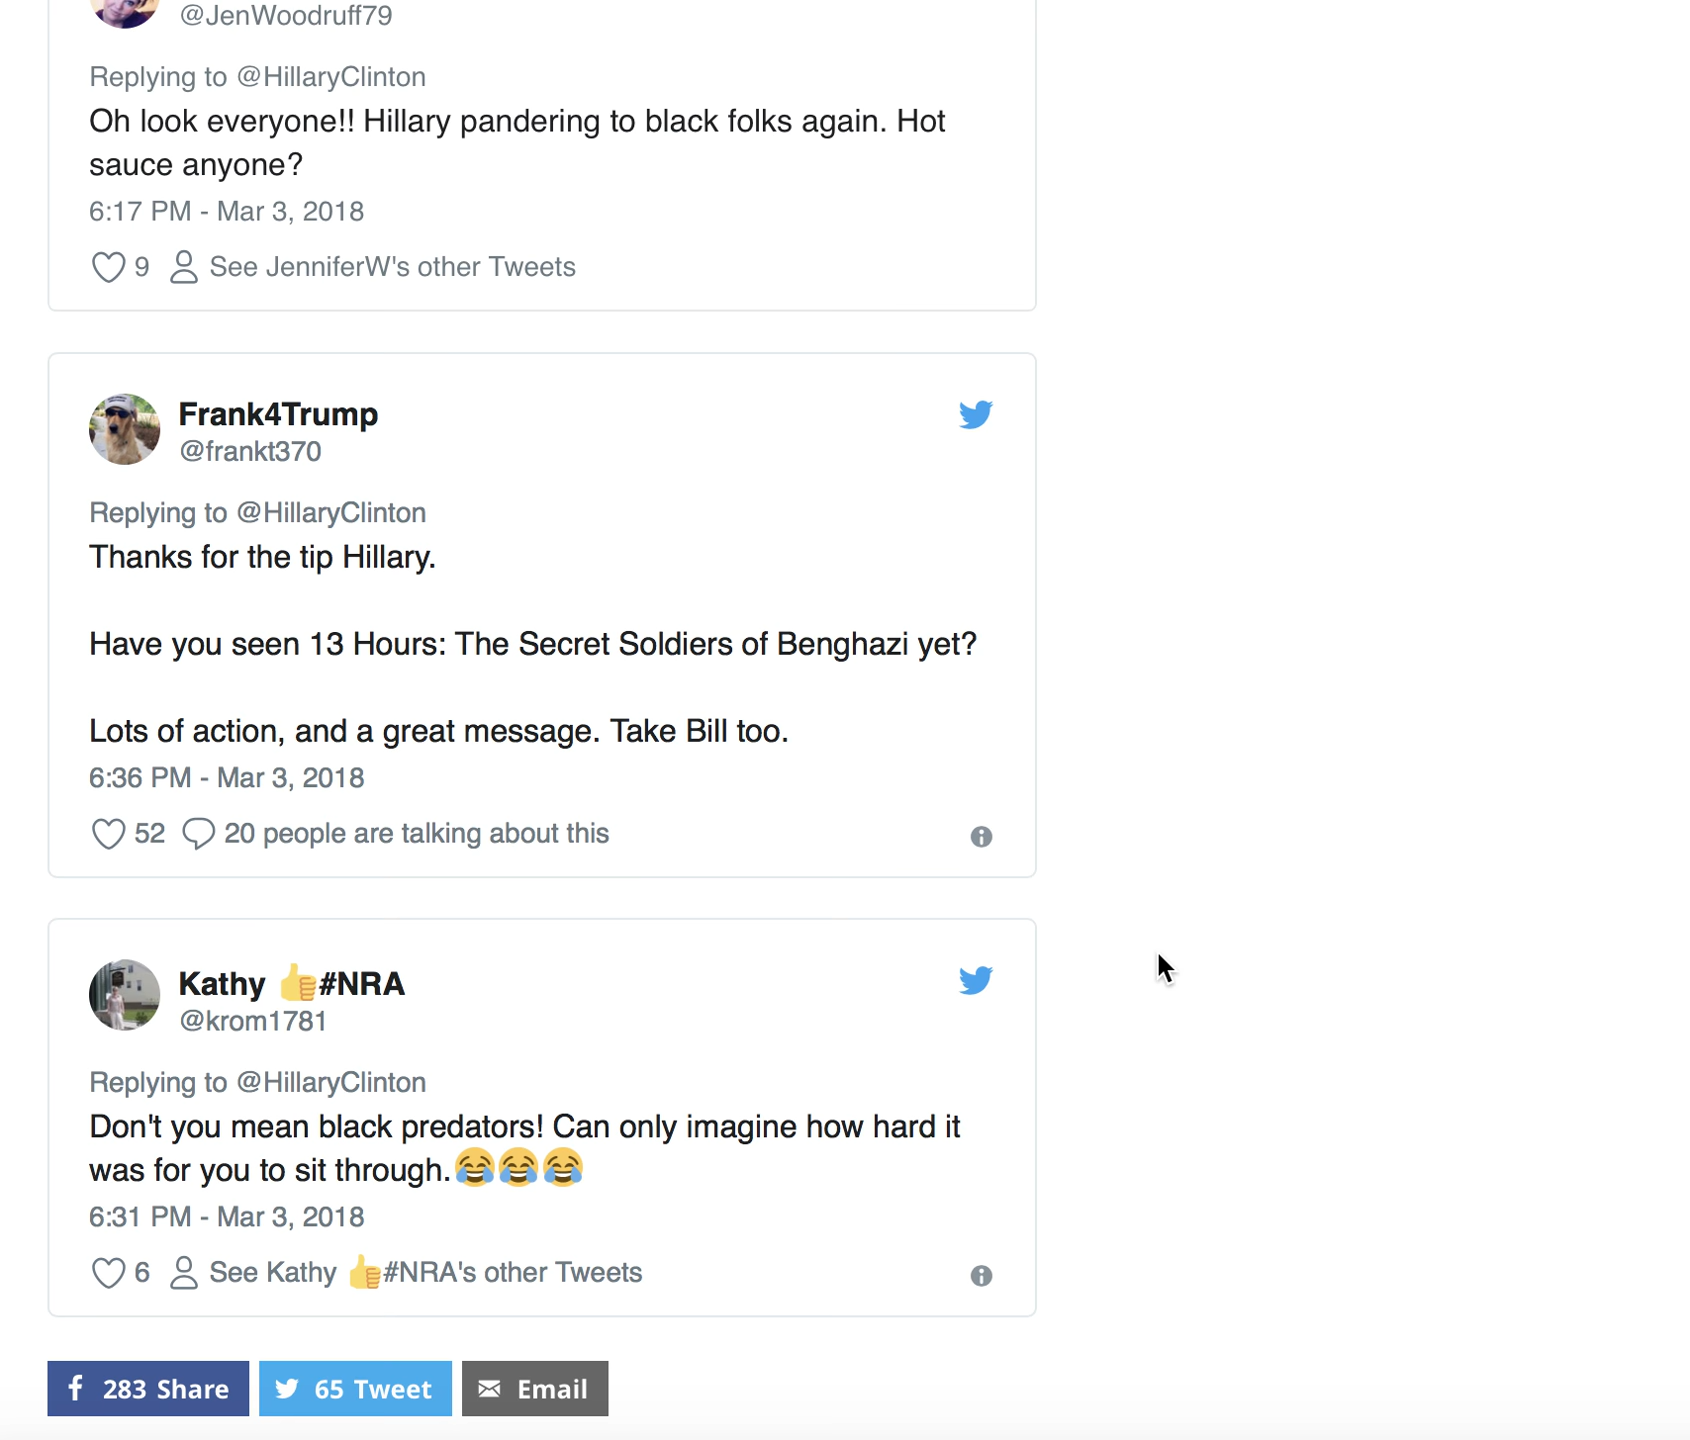 @JenWoodruff79
Replying to @HillaryClinton
Oh look everyone!! Hillary pandering to black folks again. Hot
sauce anyone?
6:17 PM - Mar 3, 2018
9 See JenniferW's other Tweets
Frank4Trump
@frankt370
Replying to @HillaryClinton
Thanks for the tip Hillary.
Have you seen 13 Hours: The Secret Soldiers of Benghazi yet?
Lots of action, and a great message. Take Bill too.
6:36 PM - Mar 3, 2018
52 20 people are talking about this
Kathy 👍#NRA
@krom1781
Replying to @HillaryClinton
Don't you mean black predators! Can only imagine how hard it
was for you to sit through.😂😂😂
6:31 PM - Mar 3, 2018
6 See Kathy 👍#NRA's other Tweets
283 Share 65 Tweet Email